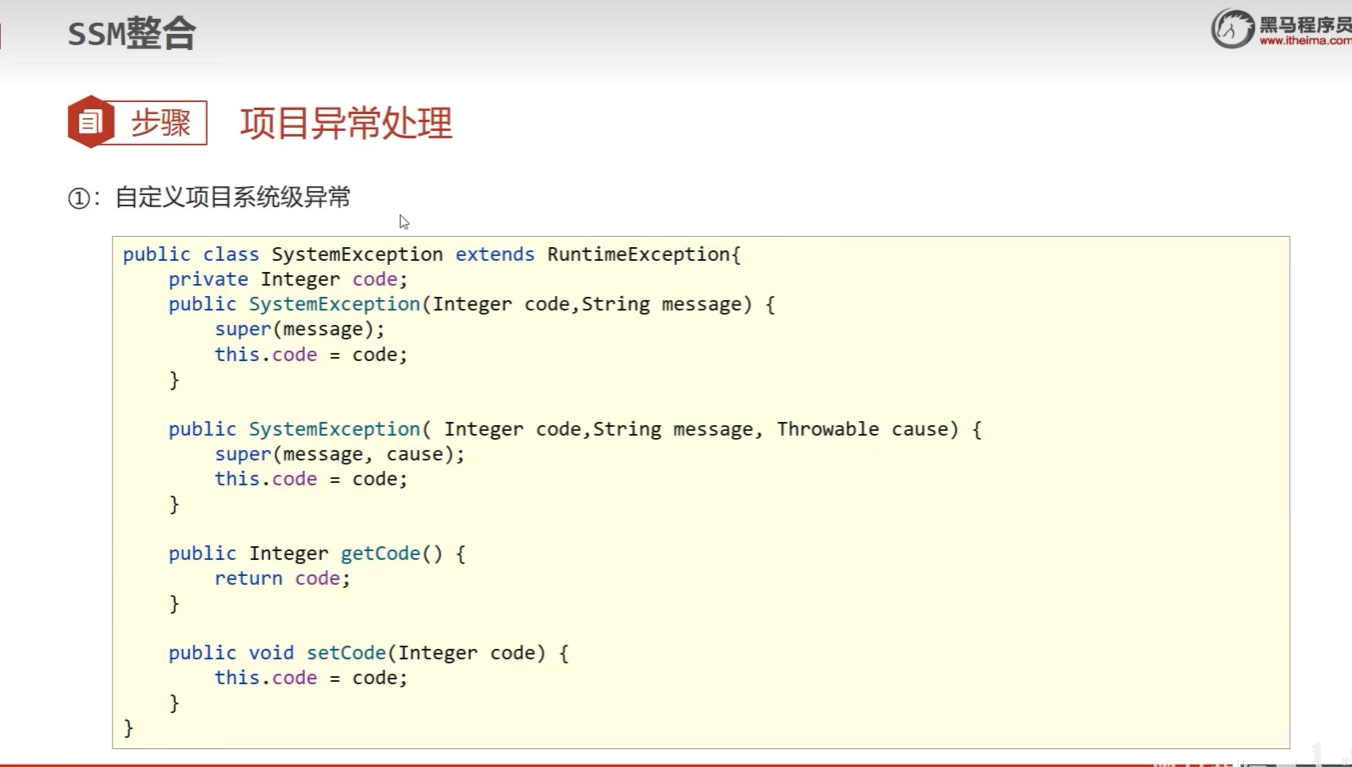 SSM整合
黑马程序员
www.itheima.com
步骤
项目异常处理
①：自定义项目系统级异常
public class SystemException extends RuntimeException{
    private Integer code;
    public SystemException(Integer code,String message) {
        super(message);
        this.code = code;
    }
    public SystemException( Integer code,String message, Throwable cause) {
        super(message, cause);
        this.code = code;
    }
    public Integer getCode() {
        return code;
    }
    public void setCode(Integer code) {
        this.code = code;
    }
}